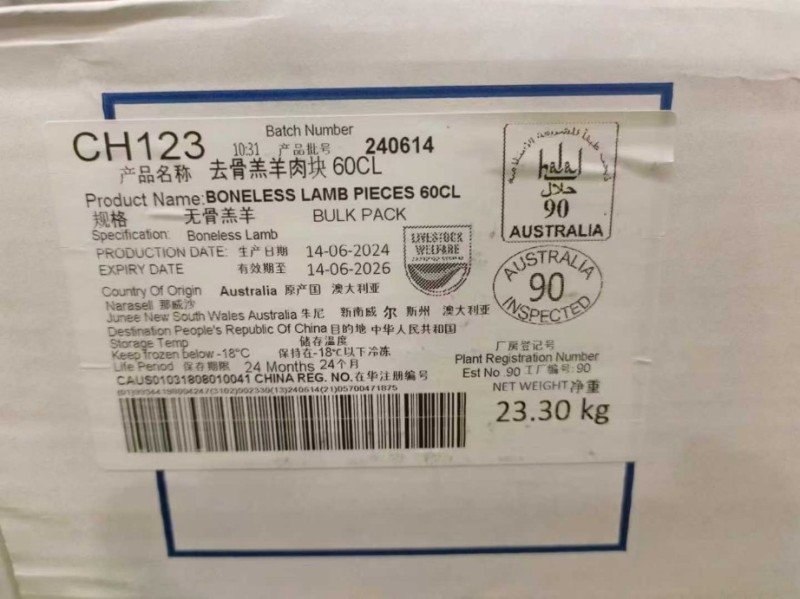 CH123 10:31 Batch Number 产品批号 240614
产品名称 去骨羔羊肉块 60CL
Product Name:BONELESS LAMB PIECES 60CL
规格 无骨羔羊 BULK PACK
Specification: Boneless Lamb
PRODUCTION DATE: 生产日期 14-06-2024
EXPIRY DATE 有效期至 14-06-2026
Country Of Origin Australia 原产国 澳大利亚
Narasell 那威沙
Junee New South Wales Australia 朱尼 新南威 尔 斯州 澳大利亚
Destination People's Republic Of China 目的地 中华人民共和国
Storage Temp 储存温度
Keep frozen below -18°C 保持在-18°C以下冷冻
Life Period 保存期限 24 Months 24个月
CAUS01031808010041 CHINA REG. NO.在华注册编号
halal
حلال
90
AUSTRALIA
LIVESTOCK
WELFARE
AUSTRALIA
90
INSPECTED
厂房登记号
Plant Registration Number
Est No .90 工厂编号: 90
NET WEIGHT净重
23.30 kg